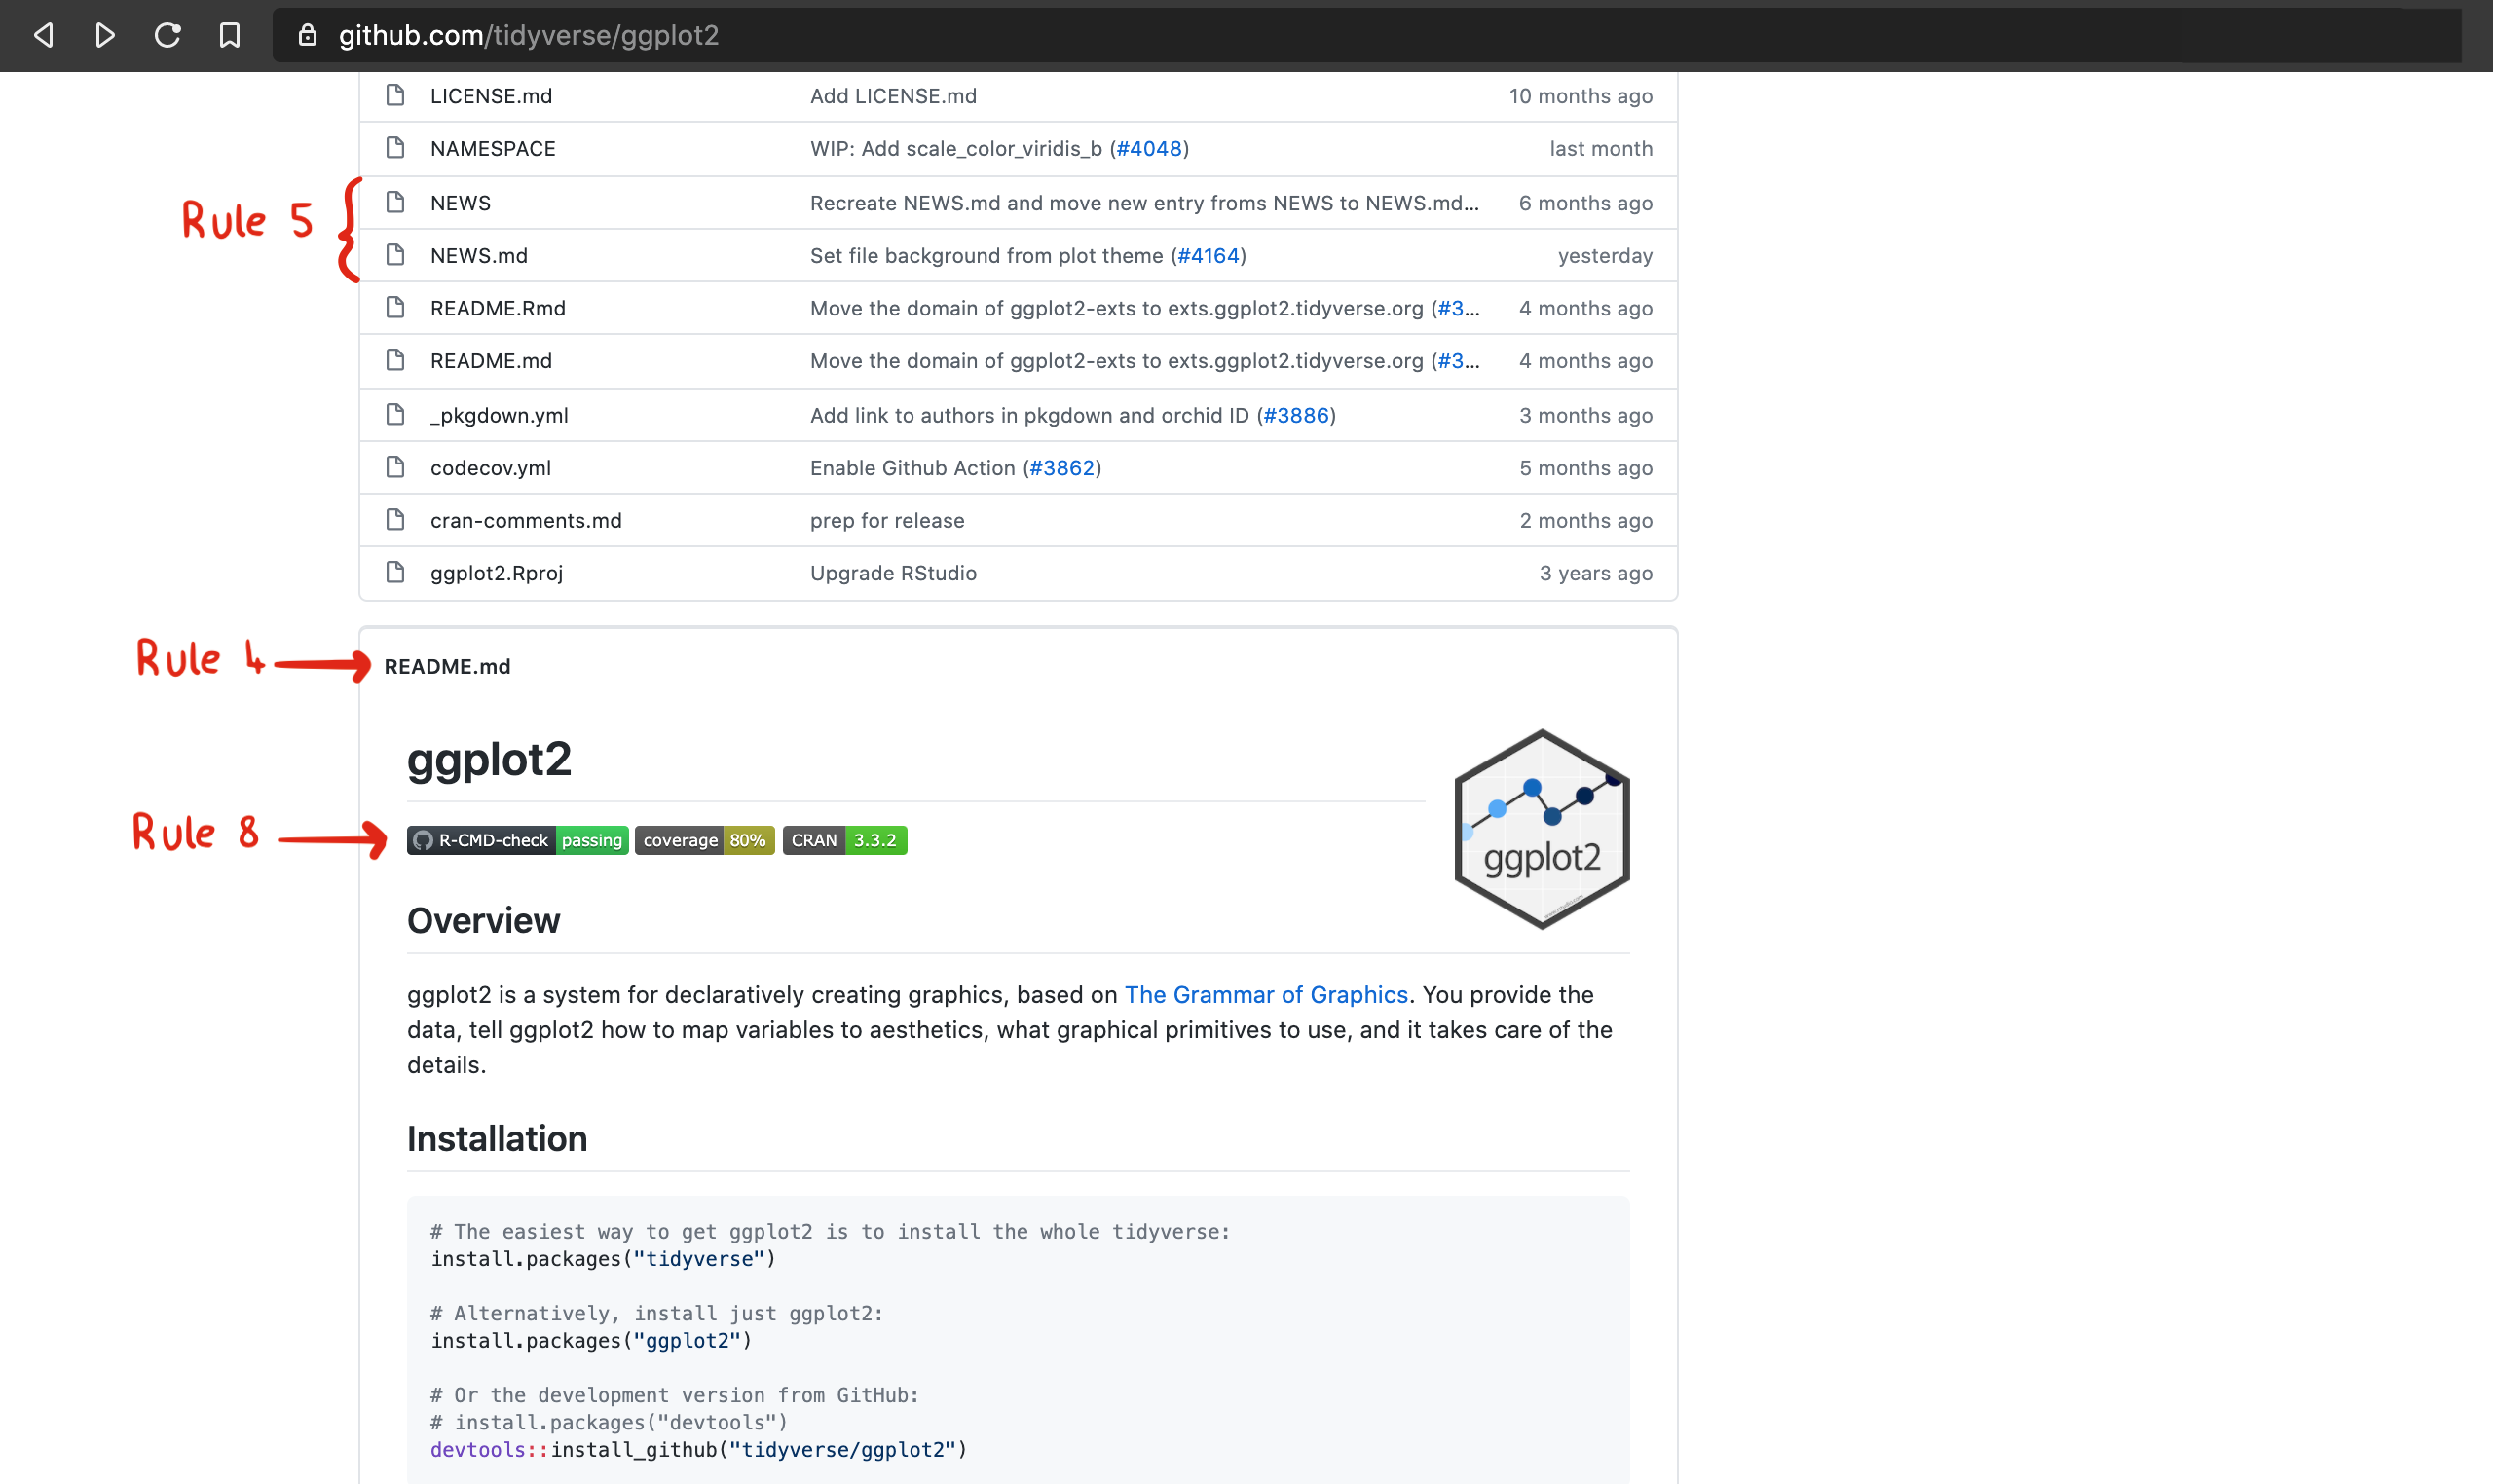 github.com/tidyverse/ggplot2
LICENSE.md Add LICENSE.md 10 months ago
NAMESPACE WIP: Add scale_color_viridis_b (#4048) last month
Rule 5
NEWS Recreate NEWS.md and move new entry froms NEWS to NEWS.md... 6 months ago
NEWS.md Set file background from plot theme (#4164) yesterday
README.Rmd Move the domain of ggplot2-exts to exts.ggplot2.tidyverse.org (#3... 4 months ago
README.md Move the domain of ggplot2-exts to exts.ggplot2.tidyverse.org (#3... 4 months ago
_pkgdown.yml Add link to authors in pkgdown and orchid ID (#3886) 3 months ago
codecov.yml Enable Github Action (#3862) 5 months ago
cran-comments.md prep for release 2 months ago
ggplot2.Rproj Upgrade RStudio 3 years ago
Rule 4
README.md
ggplot2
Rule 8
R-CMD-check passing coverage 80% CRAN 3.3.2
ggplot2
Overview
ggplot2 is a system for declaratively creating graphics, based on The Grammar of Graphics. You provide the
data, tell ggplot2 how to map variables to aesthetics, what graphical primitives to use, and it takes care of the
details.
Installation
# The easiest way to get ggplot2 is to install the whole tidyverse:
install.packages("tidyverse")
# Alternatively, install just ggplot2:
install.packages("ggplot2")
# Or the development version from GitHub:
# install.packages("devtools")
devtools::install_github("tidyverse/ggplot2")